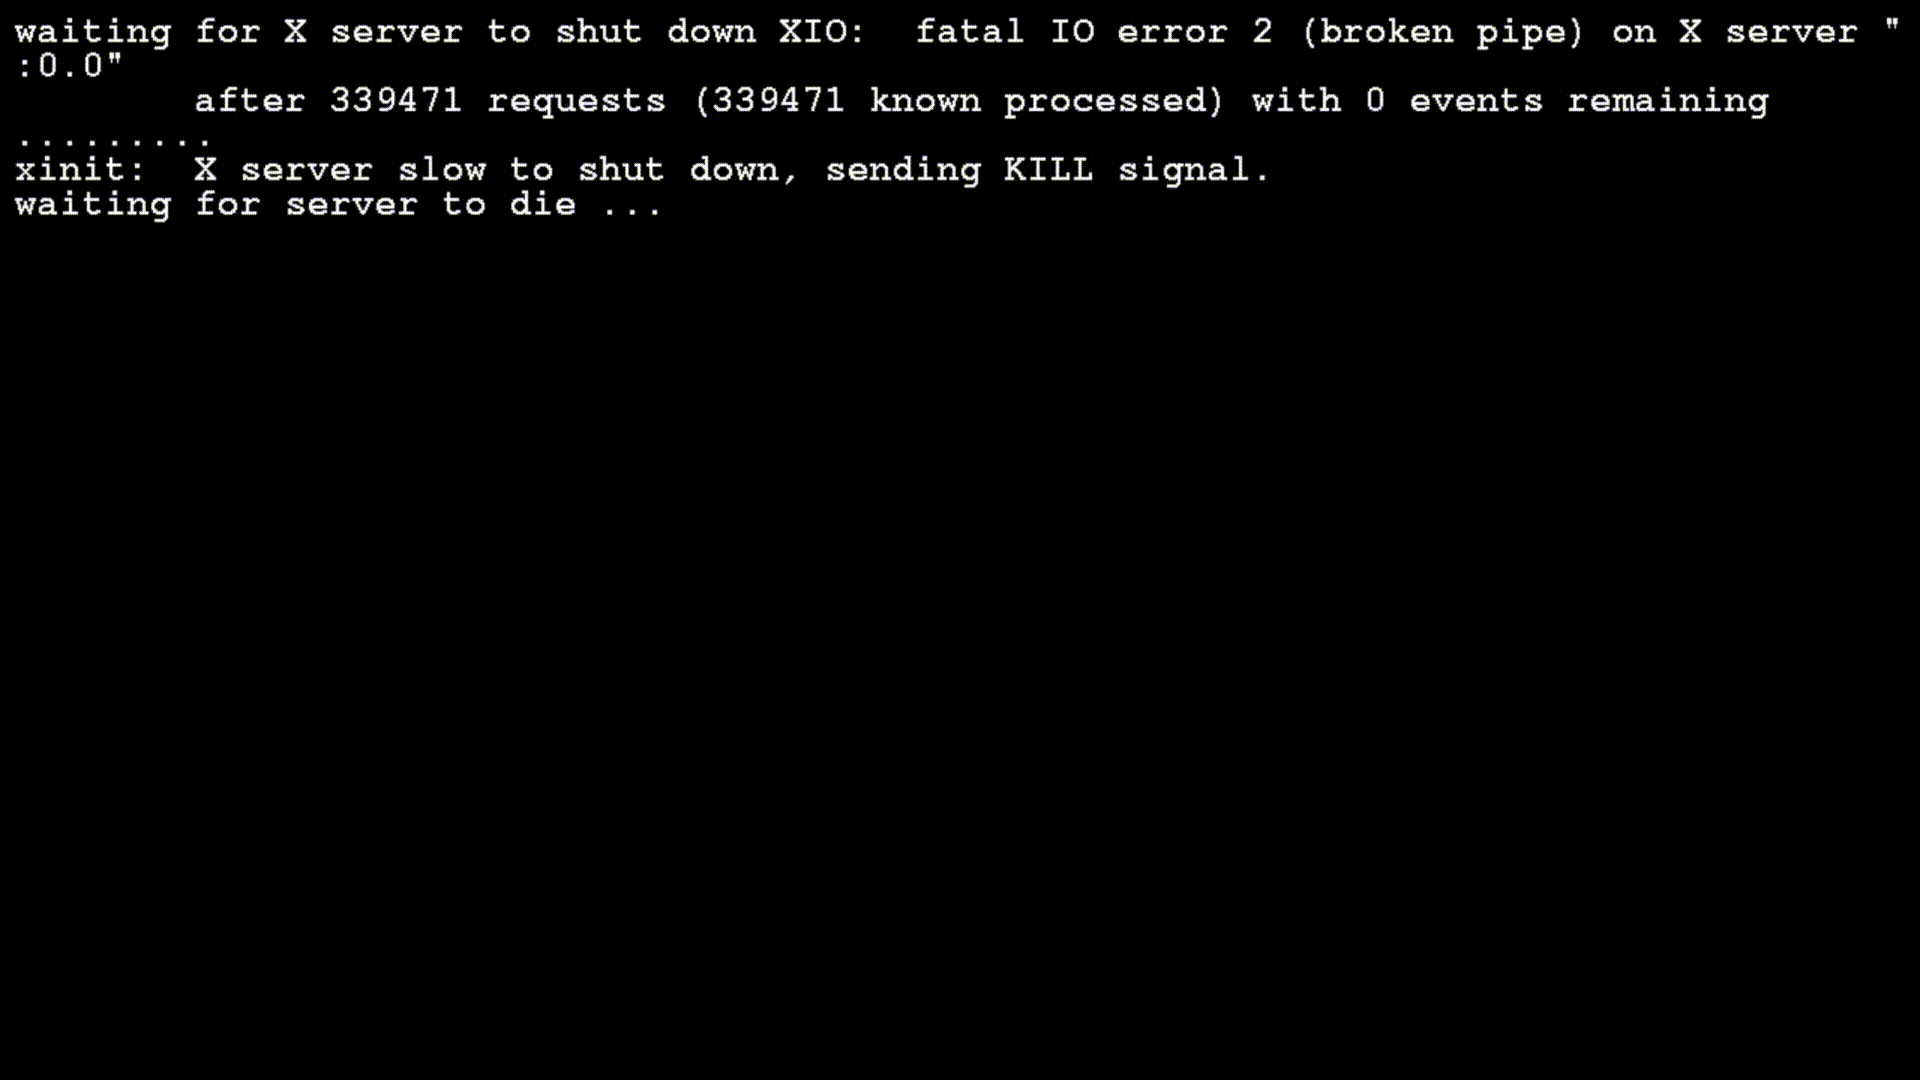 waiting for X server to shut down XIO:  fatal IO error 2 (broken pipe) on X server "
:0.0"
        after 339471 requests (339471 known processed) with 0 events remaining
.........
xinit:  X server slow to shut down, sending KILL signal.
waiting for server to die ...